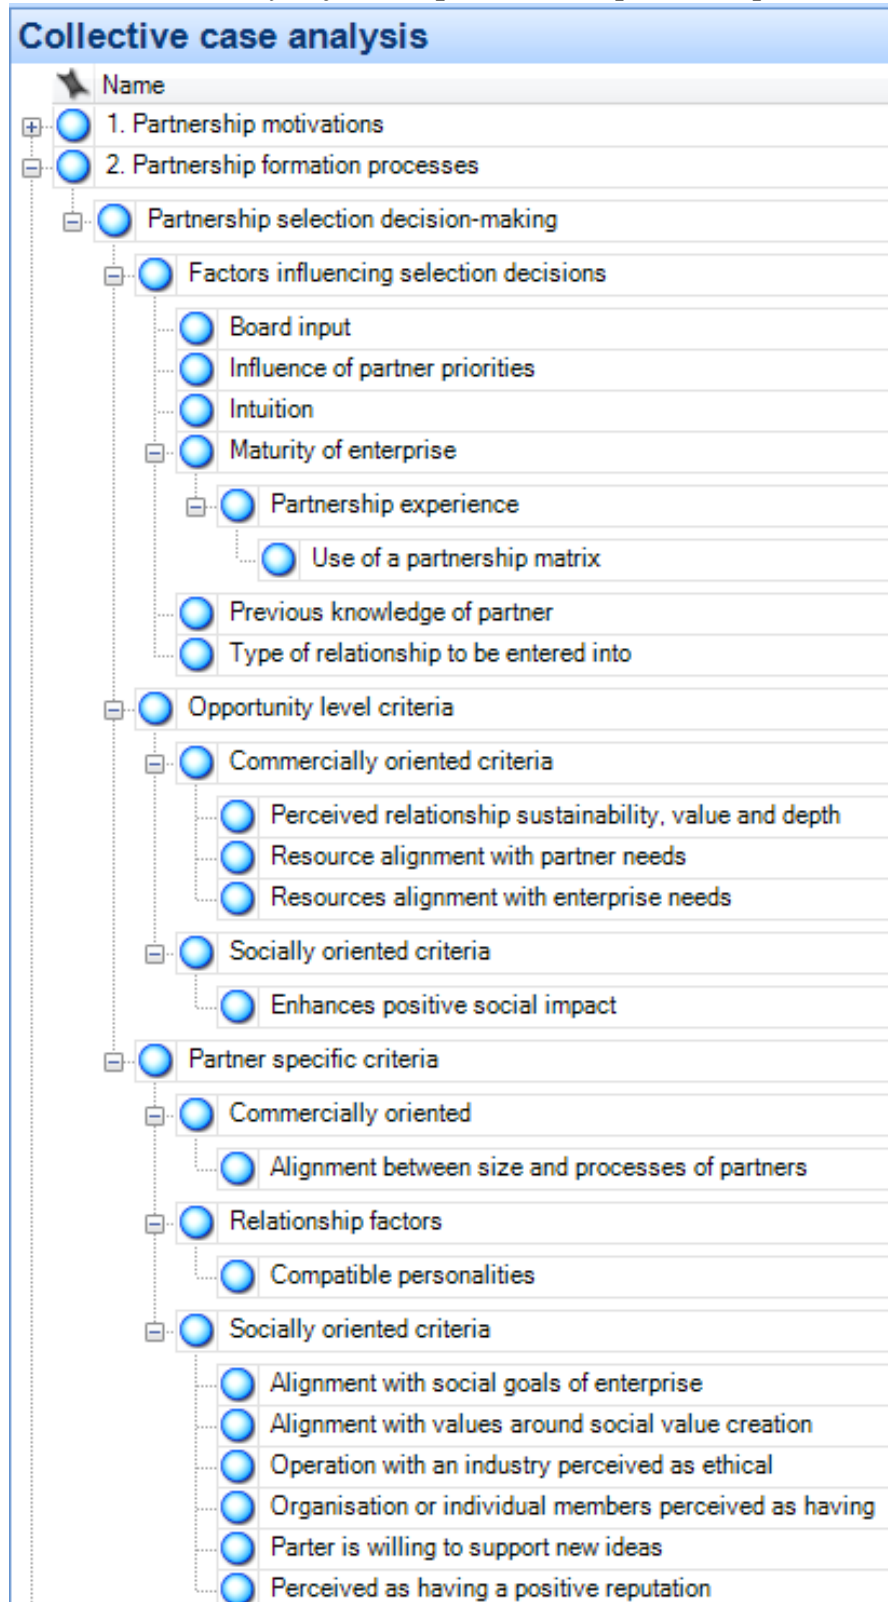 Collective case analysis
Name
1. Partnership motivations
2. Partnership formation processes
Partnership selection decision-making
Factors influencing selection decisions
Board input
Influence of partner priorities
Intuition
Maturity of enterprise
Partnership experience
Use of a partnership matrix
Previous knowledge of partner
Type of relationship to be entered into
Opportunity level criteria
Commercially oriented criteria
Perceived relationship sustainability, value and depth
Resource alignment with partner needs
Resources alignment with enterprise needs
Socially oriented criteria
Enhances positive social impact
Partner specific criteria
Commercially oriented
Alignment between size and processes of partners
Relationship factors
Compatible personalities
Socially oriented criteria
Alignment with social goals of enterprise
Alignment with values around social value creation
Operation with an industry perceived as ethical
Organisation or individual members perceived as having
Parter is willing to support new ideas
Perceived as having a positive reputation